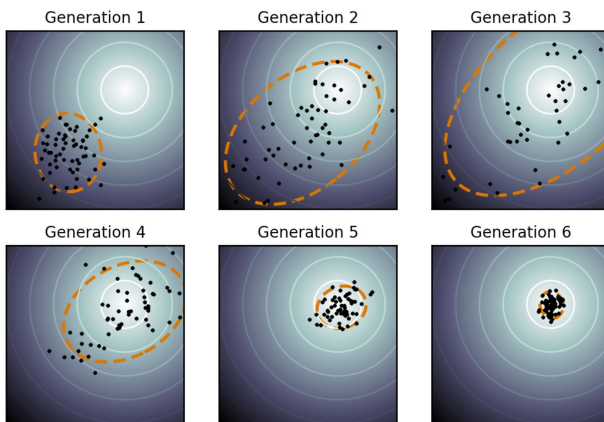 Generation 1
Generation 2
Generation 3
Generation 4
Generation 5
Generation 6